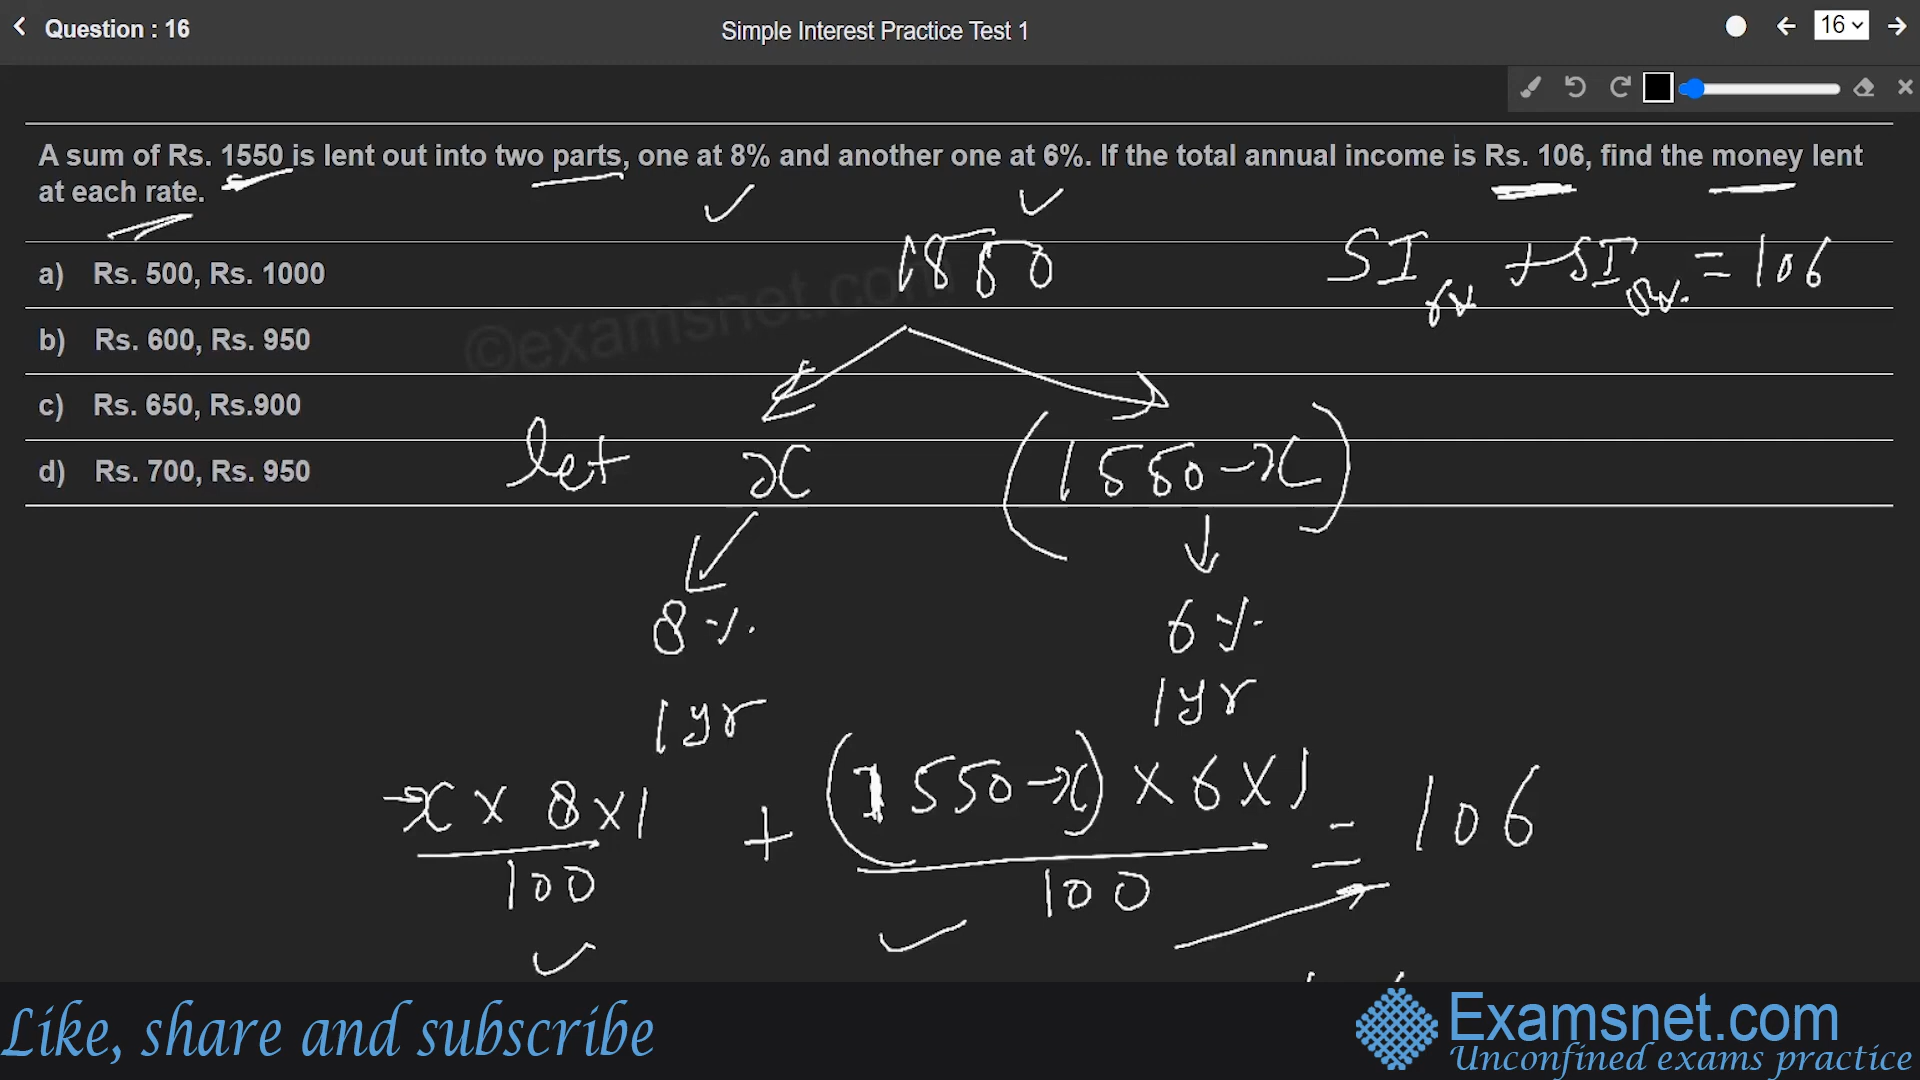 Question : 16
Simple Interest Practice Test 1
16
A sum of Rs. 1550 is lent out into two parts, one at 8% and another one at 6%. If the total annual income is Rs. 106, find the money lent
at each rate.
1550
SI 6% + SI 8% = 106
a) Rs. 500, Rs. 1000
©examsnet.com
b) Rs. 600, Rs. 950
c) Rs. 650, Rs.900
d) Rs. 700, Rs. 950
let x (1550-x)
8% 6%
1yr 1yr
x × 8×1 + (1550-x) × 6×1 = 106
100 100
Like, share and subscribe
Examsnet.com
Unconfined exams practice